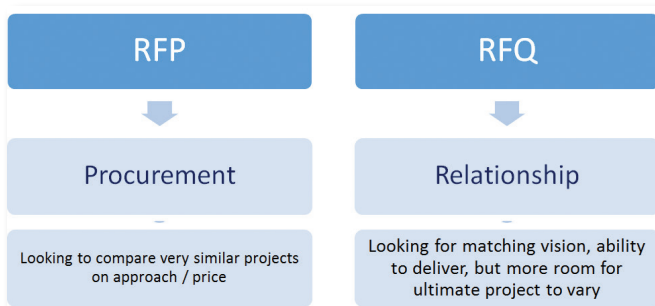 RFP
Procurement
Looking to compare very similar projects
on approach / price
RFQ
Relationship
Looking for matching vision, ability
to deliver, but more room for
ultimate project to vary